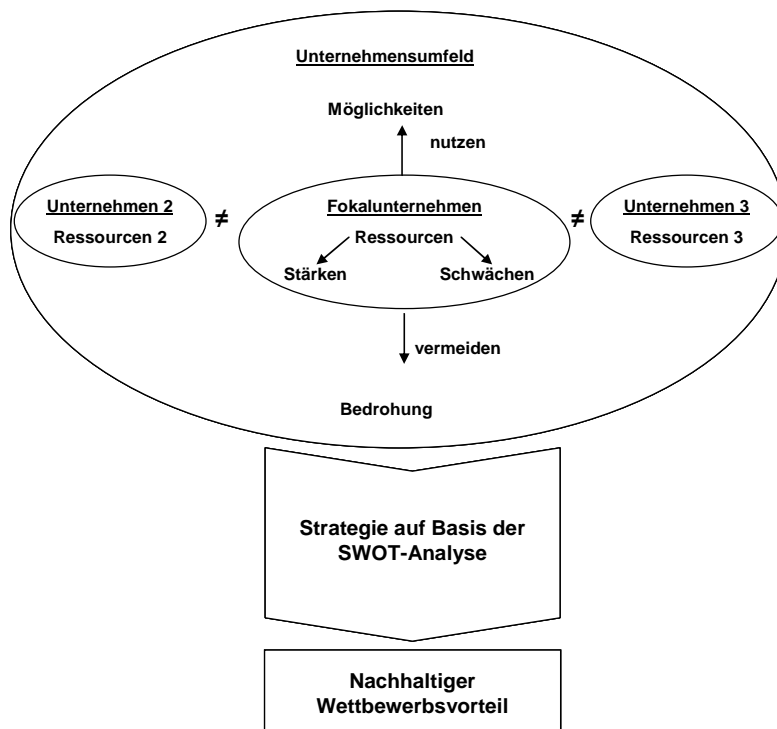 Unternehmensumfeld
Möglichkeiten
nutzen
Unternehmen 2
Ressourcen 2
≠
Fokalunternehmen
Ressourcen
Stärken
Schwächen
≠
Unternehmen 3
Ressourcen 3
vermeiden
Bedrohung
Strategie auf Basis der
SWOT-Analyse
Nachhaltiger
Wettbewerbsvorteil